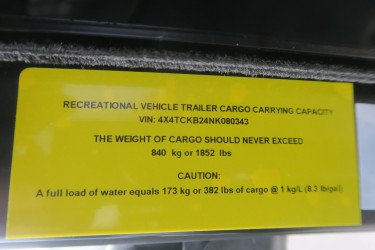 RECREATIONAL VEHICLE TRAILER CARGO CARRYING CAPACITY
VIN: 4X4TCKB24NK080343
THE WEIGHT OF CARGO SHOULD NEVER EXCEED
840 kg or 1852 lbs
CAUTION:
A full load of water equals 173 kg or 382 lbs of cargo @ 1 kg/L (8.3 lb/gal)